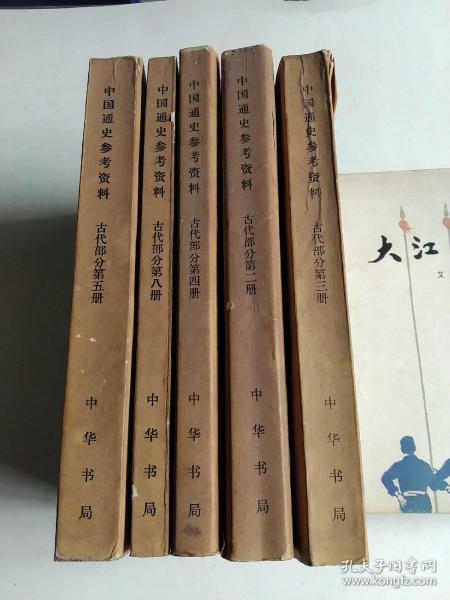 中国通史参考资料
古代部分第五册
中华书局
中国通史参考资料
古代部分第八册
中华书局
中国通史参考资料
古代部分第四册
中华书局
中国通史参考资料
古代部分第二册
中华书局
中国通史参考资料
古代部分第三册
中华书局
大江
文
孔夫子旧书网
kongfz.com